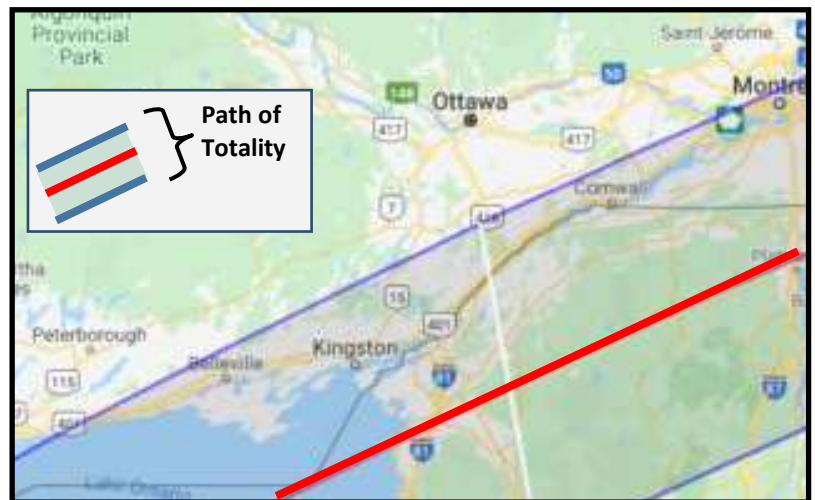 Algonquin
Provincial
Park
Path of
Totality
Saint-Jérôme
50
Montre
Ottawa
417
417
Cornwall
7
416
15
401
Kingston
Peterborough
Belleville
115
401
81
87
81
Lake Ontario